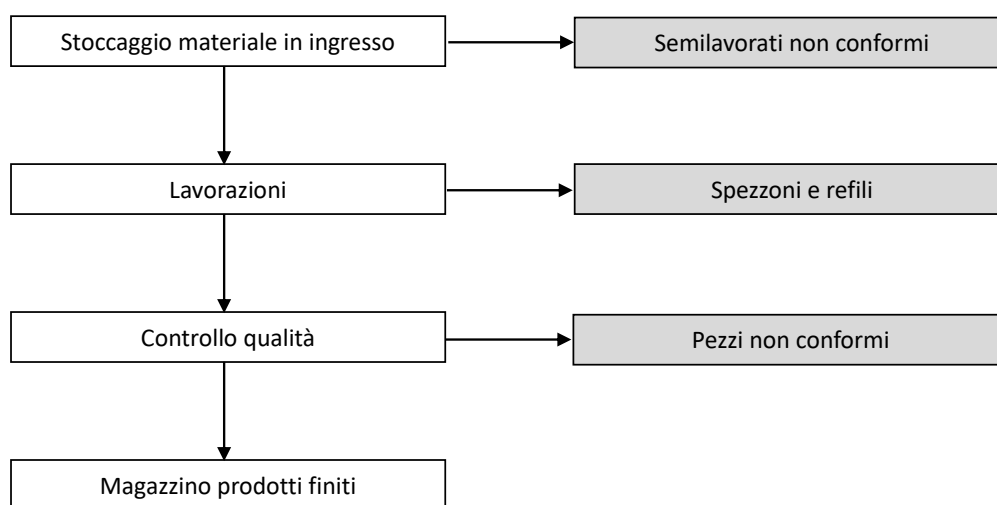 Stoccaggio materiale in ingresso
Semilavorati non conformi
Lavorazioni
Spezzoni e refili
Controllo qualità
Pezzi non conformi
Magazzino prodotti finiti